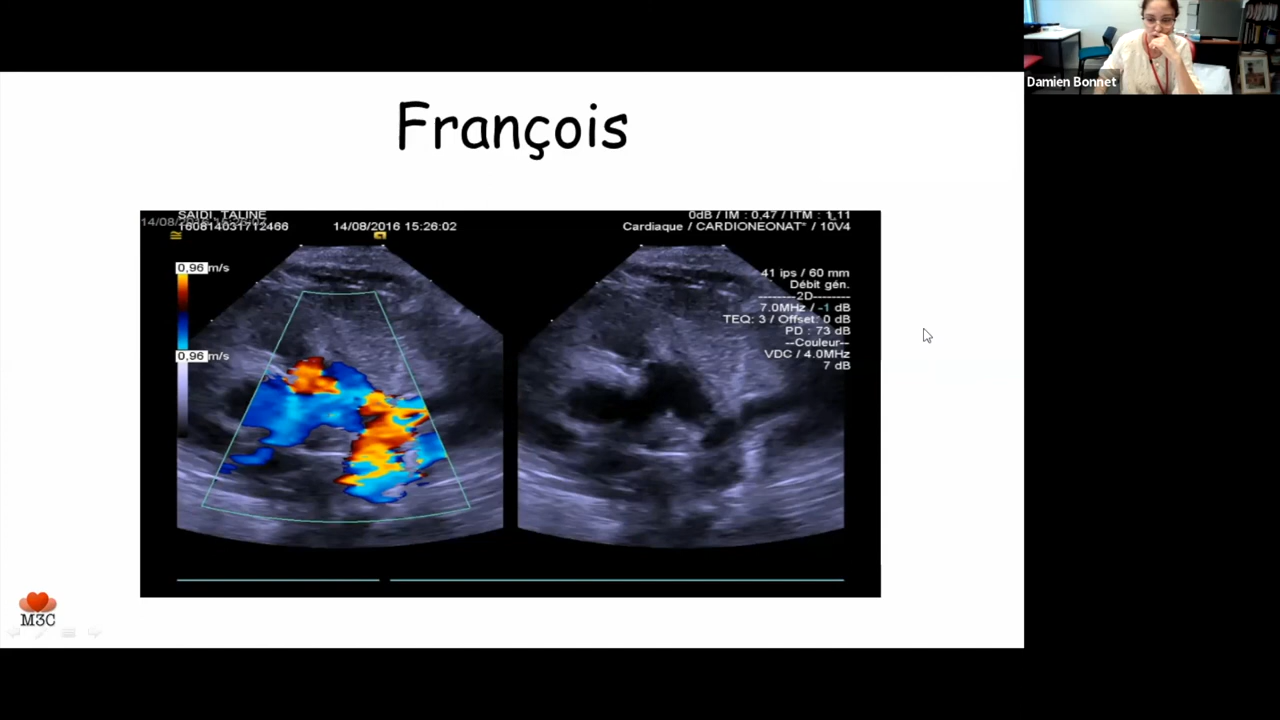 Damien Bonnet
François
SAIDI, TALINE
14/08/2016 15:26:02
160814031712466
0dB / IM : 0,47 / ITM : 1,11
Cardiaque / CARDIONEONAT* / 10V4
0,96 m/s
0,96 m/s
41 ips / 60 mm
Débit gén.
--------2D--------
7.0MHz / -1 dB
TEQ: 3 / Offset: 0 dB
PD : 73 dB
--Couleur--
VDC / 4.0MHz
7 dB
M3C